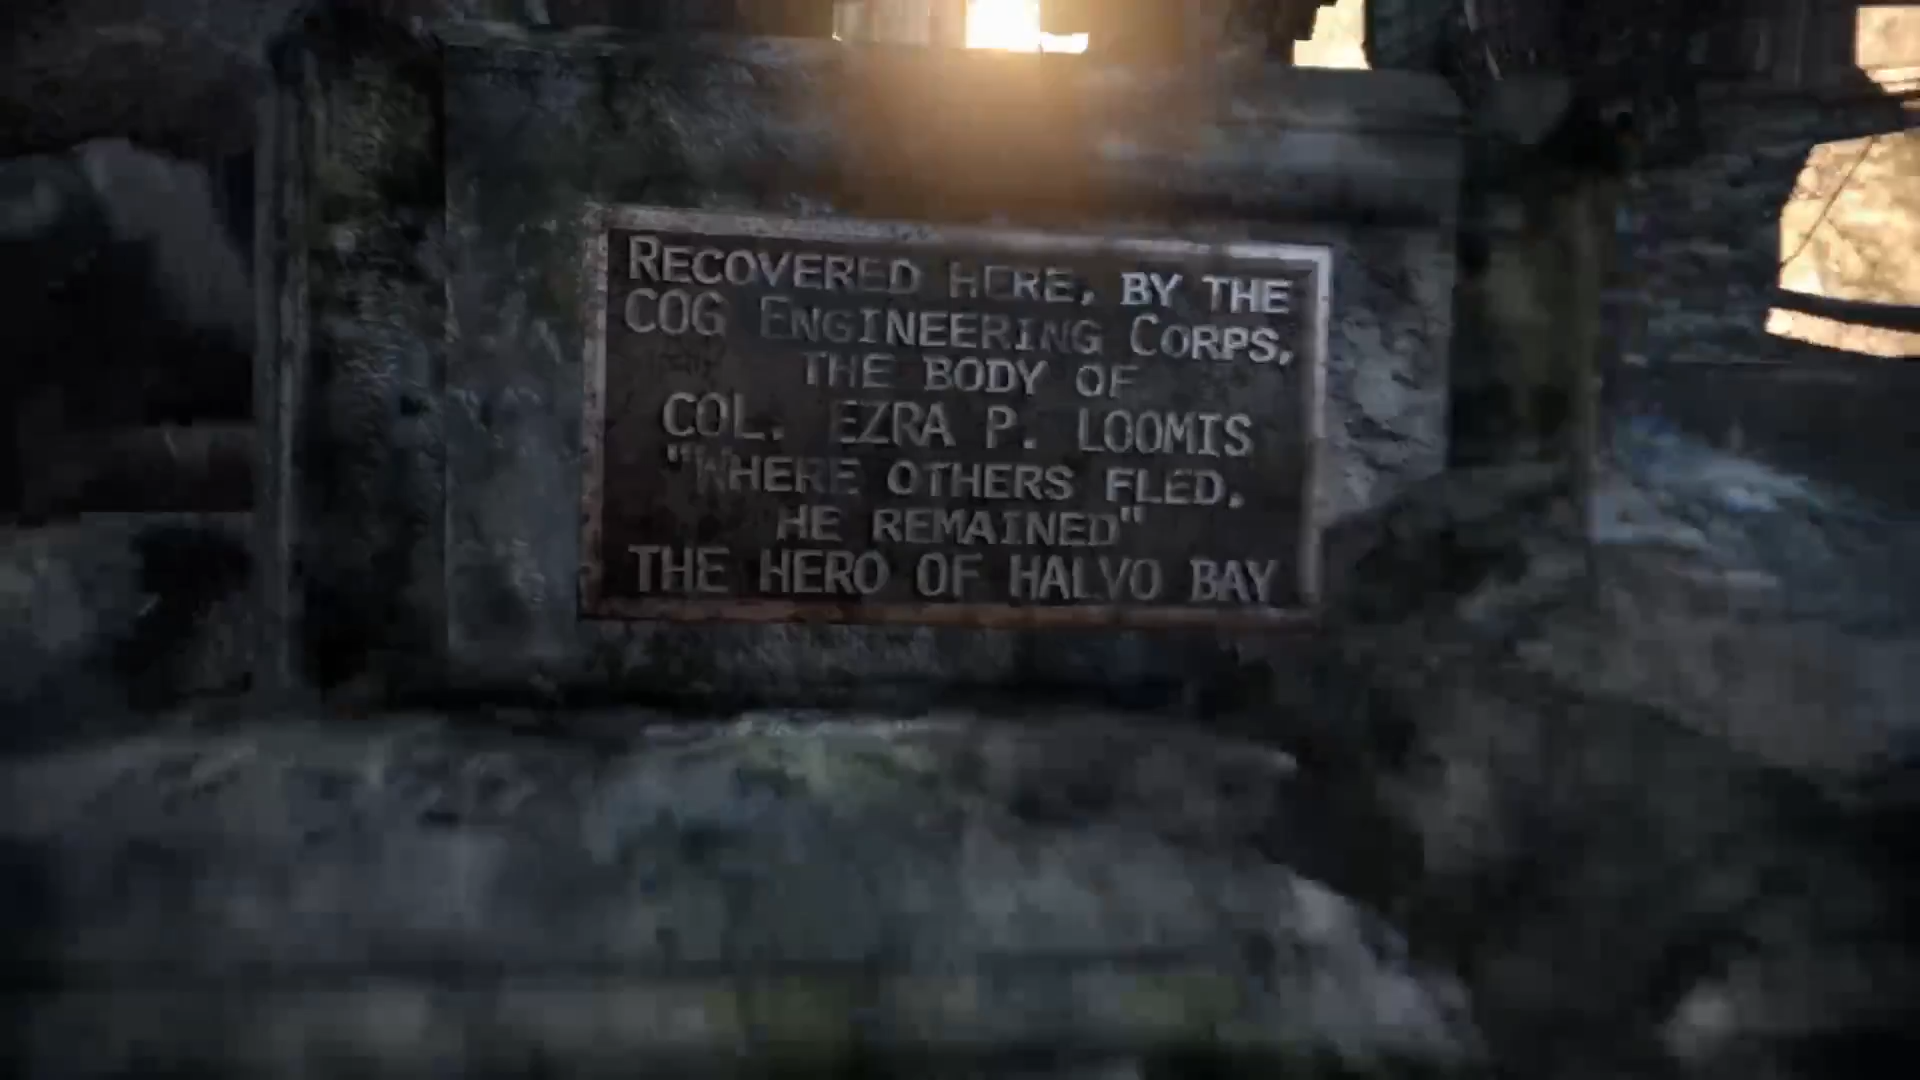 RECOVERED HERE, BY THE
COG ENGINEERING CORPS,
THE BODY OF
COL. EZRA P. LOOMIS
"WHERE OTHERS FLED,
HE REMAINED"
THE HERO OF HALVO BAY